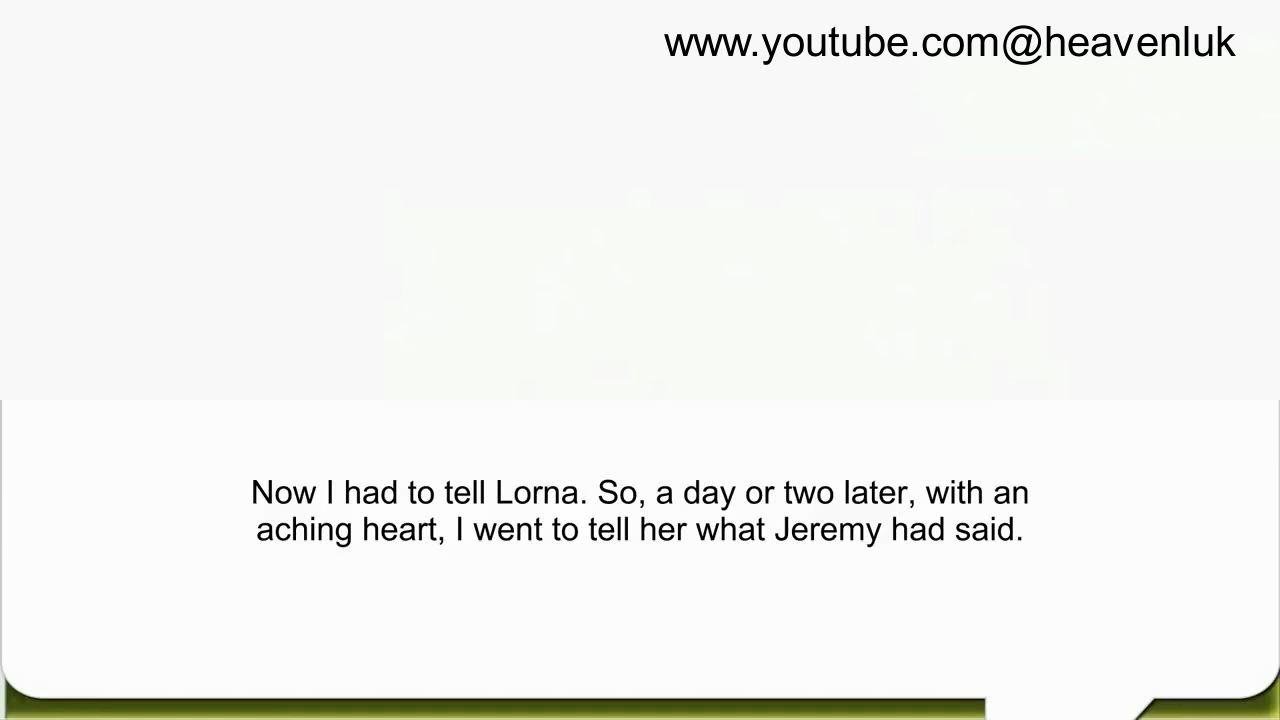 www.youtube.com@heavenluk
Now I had to tell Lorna. So, a day or two later, with an
aching heart, I went to tell her what Jeremy had said.